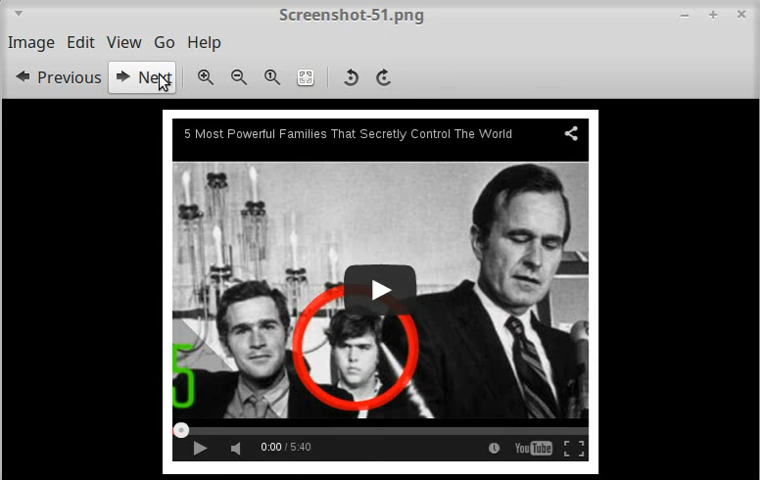 Screenshot-51.png
Image Edit View Go Help
Previous Next
5 Most Powerful Families That Secretly Control The World
5
0:00 / 5:40
YouTube